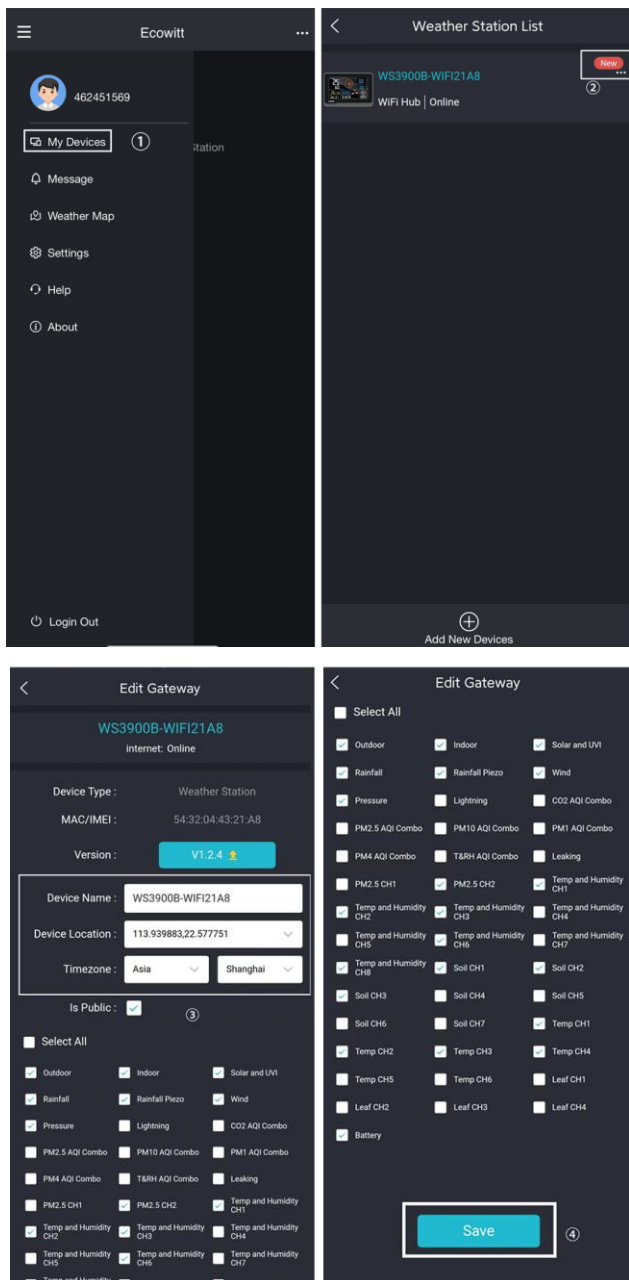 Ecowitt
462451569
My Devices
①
Station
Message
Weather Map
Settings
Help
About
Login Out
Weather Station List
New
②
WS3900B-WIFI21A8
WiFi Hub | Online
Add New Devices
Edit Gateway
WS3900B-WIFI21A8
internet: Online
Device Type : Weather Station
MAC/IMEI : 54:32:04:43:21:A8
Version : V1.2.4
Device Name : WS3900B-WIFI21A8
Device Location : 113.939883,22.577751
Timezone : Asia Shanghai
Is Public :
③
Select All
Outdoor Indoor Solar and UVI
Rainfall Rainfall Piezo Wind
Pressure Lightning CO2 AQI Combo
PM2.5 AQI Combo PM10 AQI Combo PM1 AQI Combo
PM4 AQI Combo T&RH AQI Combo Leaking
PM2.5 CH1 PM2.5 CH2 Temp and Humidity CH1
Temp and Humidity CH2 Temp and Humidity CH3 Temp and Humidity CH4
Temp and Humidity CH5 Temp and Humidity CH6 Temp and Humidity CH7
Edit Gateway
Select All
Outdoor Indoor Solar and UVI
Rainfall Rainfall Piezo Wind
Pressure Lightning CO2 AQI Combo
PM2.5 AQI Combo PM10 AQI Combo PM1 AQI Combo
PM4 AQI Combo T&RH AQI Combo Leaking
PM2.5 CH1 PM2.5 CH2 Temp and Humidity CH1
Temp and Humidity CH2 Temp and Humidity CH3 Temp and Humidity CH4
Temp and Humidity CH5 Temp and Humidity CH6 Temp and Humidity CH7
Temp and Humidity CH8 Soil CH1 Soil CH2
Soil CH3 Soil CH4 Soil CH5
Soil CH6 Soil CH7 Temp CH1
Temp CH2 Temp CH3 Temp CH4
Temp CH5 Temp CH6 Leaf CH1
Leaf CH2 Leaf CH3 Leaf CH4
Battery
Save
④